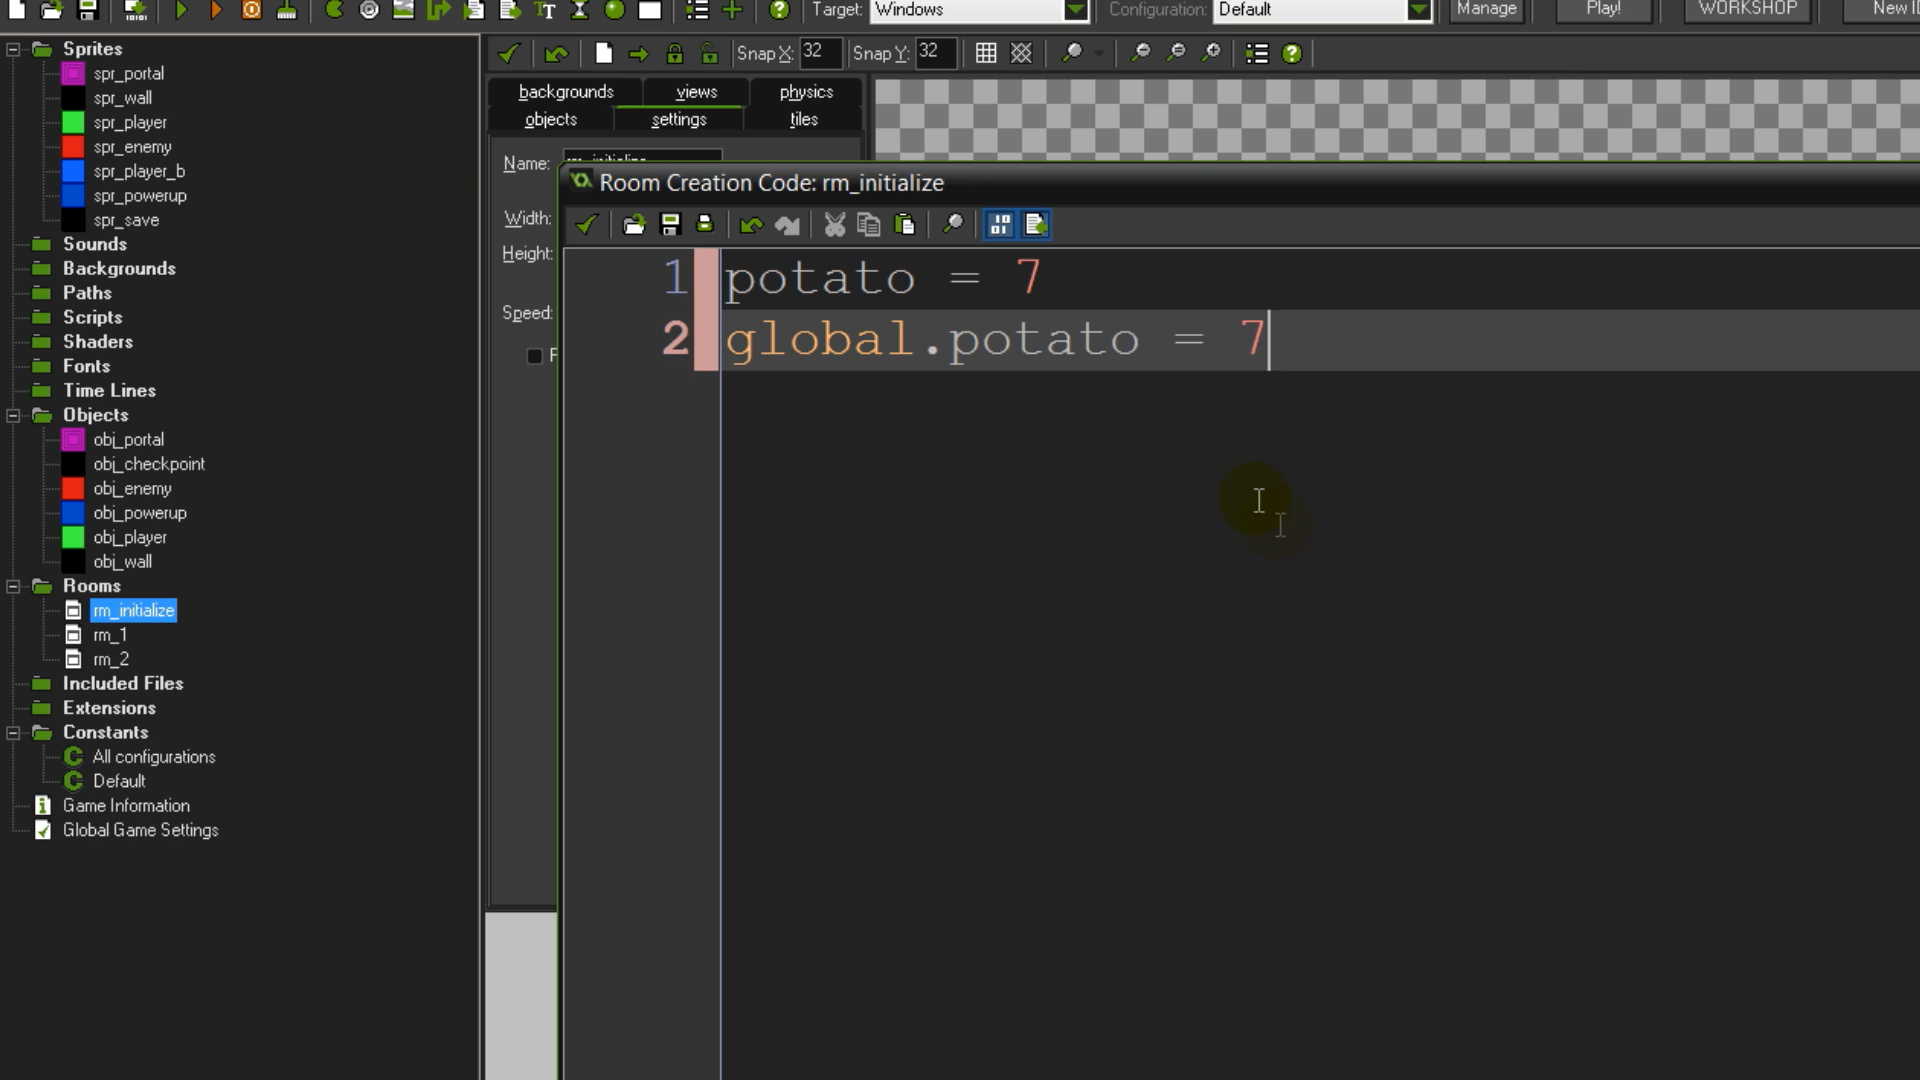 Target: Windows Configuration: Default Manage Play! WORKSHOP
Sprites
spr_portal
spr_wall
spr_player
spr_enemy
spr_player_b
spr_powerup
spr_save
Sounds
Backgrounds
Paths
Scripts
Shaders
Fonts
Time Lines
Objects
obj_portal
obj_checkpoint
obj_enemy
obj_powerup
obj_player
obj_wall
Rooms
rm_initialize
rm_1
rm_2
Included Files
Extensions
Constants
All configurations
Default
Game Information
Global Game Settings
Snap X: 32 Snap Y: 32
backgrounds views physics
objects settings tiles
Name: rm_initialize
Width:
Height:
Speed:
Room Creation Code: rm_initialize
1 potato = 7
2 global.potato = 7